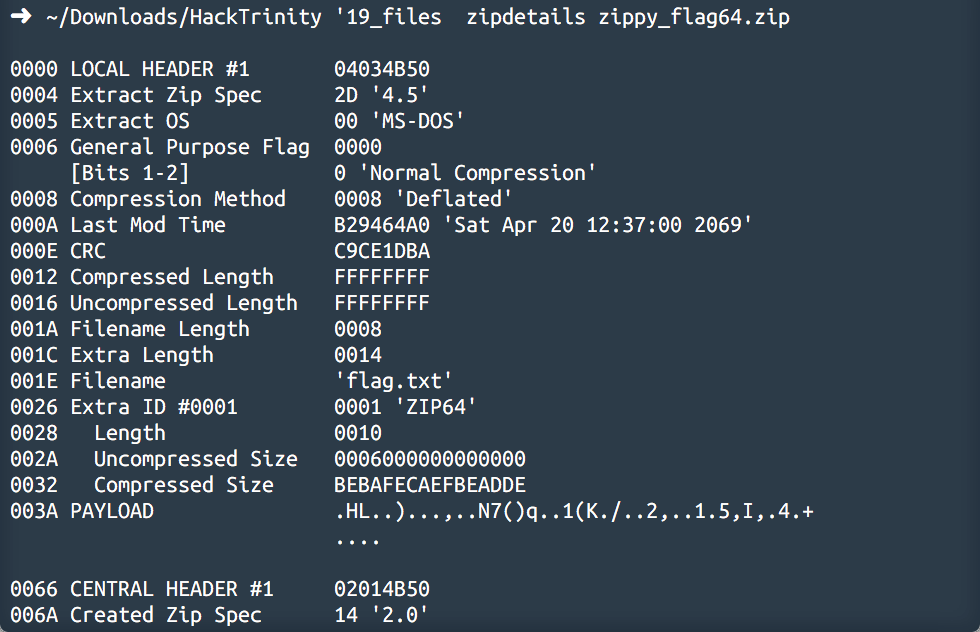 ➜ ~/Downloads/HackTrinity '19_files zipdetails zippy_flag64.zip
0000 LOCAL HEADER #1 04034B50
0004 Extract Zip Spec 2D '4.5'
0005 Extract OS 00 'MS-DOS'
0006 General Purpose Flag 0000
[Bits 1-2] 0 'Normal Compression'
0008 Compression Method 0008 'Deflated'
000A Last Mod Time B29464A0 'Sat Apr 20 12:37:00 2069'
000E CRC C9CE1DBA
0012 Compressed Length FFFFFFFF
0016 Uncompressed Length FFFFFFFF
001A Filename Length 0008
001C Extra Length 0014
001E Filename 'flag.txt'
0026 Extra ID #0001 0001 'ZIP64'
0028 Length 0010
002A Uncompressed Size 0006000000000000
0032 Compressed Size BEBAFECAEFBEADDE
003A PAYLOAD .HL..)...,..N7()q..1(K./..2,..1.5,I,.4.+
....
0066 CENTRAL HEADER #1 02014B50
006A Created Zip Spec 14 '2.0'